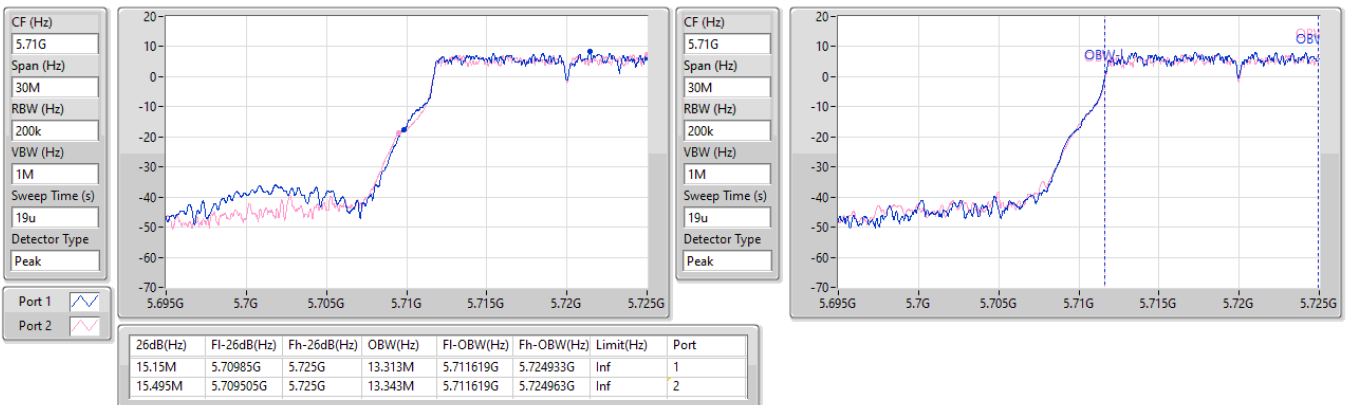 CF (Hz)
5.71G
Span (Hz)
30M
RBW (Hz)
200k
VBW (Hz)
1M
Sweep Time (s)
19u
Detector Type
Peak
Port 1
Port 2
20
10
0
-10
-20
-30
-40
-50
-60
-70
5.695G 5.7G 5.705G 5.71G 5.715G 5.72G 5.725G
CF (Hz)
5.71G
Span (Hz)
30M
RBW (Hz)
200k
VBW (Hz)
1M
Sweep Time (s)
19u
Detector Type
Peak
20
10
0
-10
-20
-30
-40
-50
-60
-70
OBW-L
5.695G 5.7G 5.705G 5.71G 5.715G 5.72G 5.725G
26dB(Hz) Fl-26dB(Hz) Fh-26dB(Hz) OBW(Hz) Fl-OBW(Hz) Fh-OBW(Hz) Limit(Hz) Port
15.15M 5.70985G 5.725G 13.313M 5.711619G 5.724933G Inf 1
15.495M 5.709505G 5.725G 13.343M 5.711619G 5.724963G Inf 2